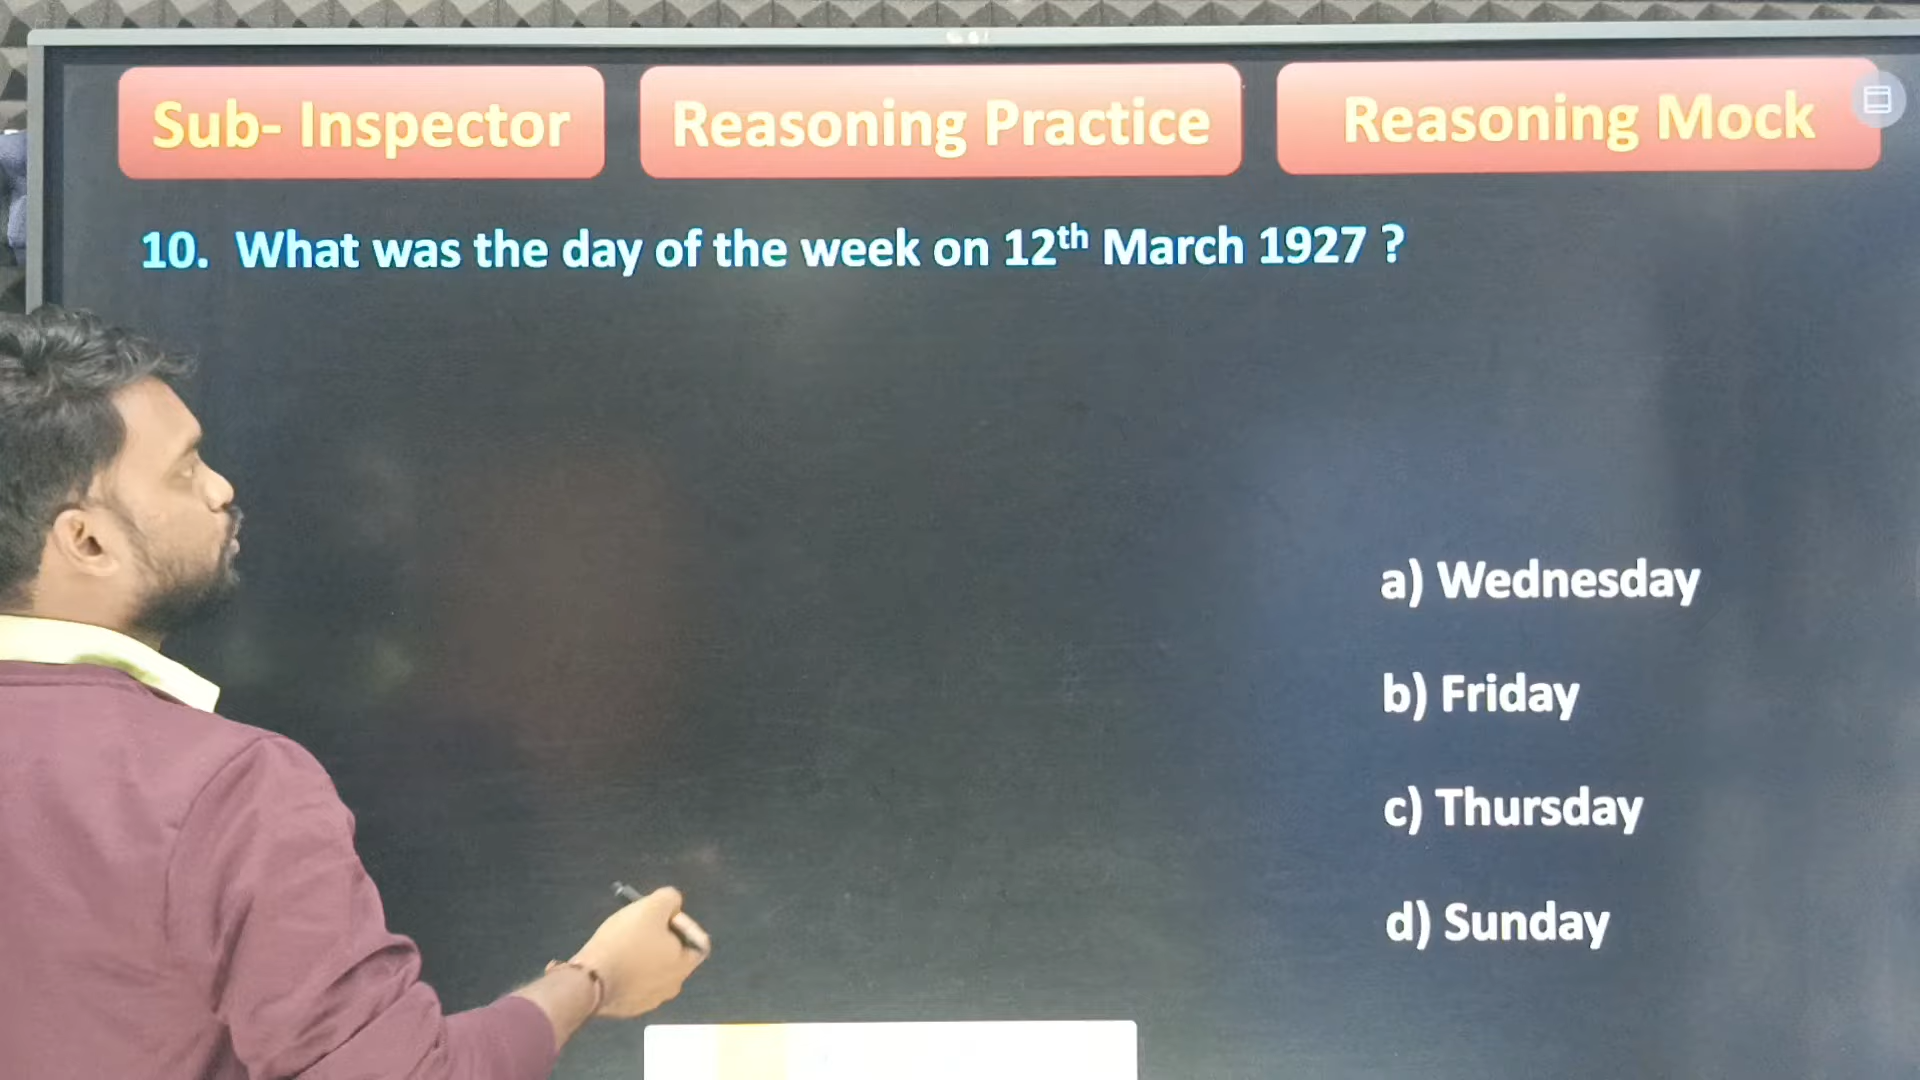 Sub- Inspector
Reasoning Practice
Reasoning Mock
10. What was the day of the week on 12th March 1927 ?
a) Wednesday
b) Friday
c) Thursday
d) Sunday